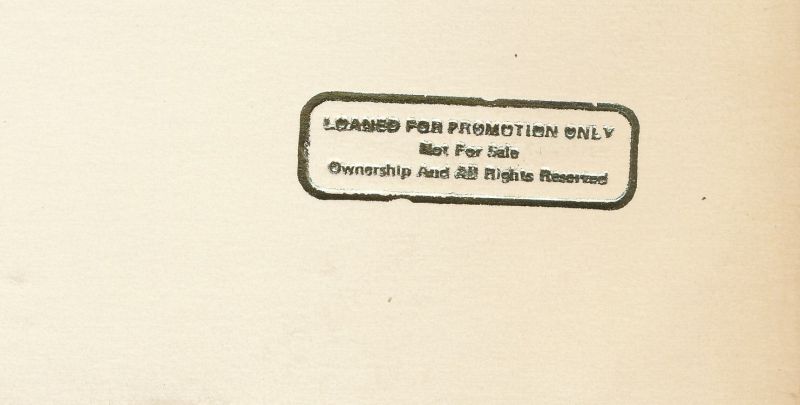 LOANED FOR PROMOTION ONLY
Not For Sale
Ownership And All Rights Reserved